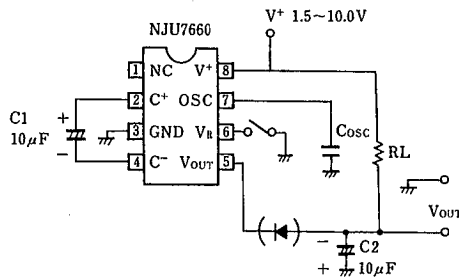 V⁺ 1.5~10.0V
NJU7660
1 NC V⁺ 8
2 C⁺ OSC 7
3 GND VR 6
4 C⁻ VOUT 5
C1
10μF
+
−
COSC
RL
VOUT
− C2
+ 10μF